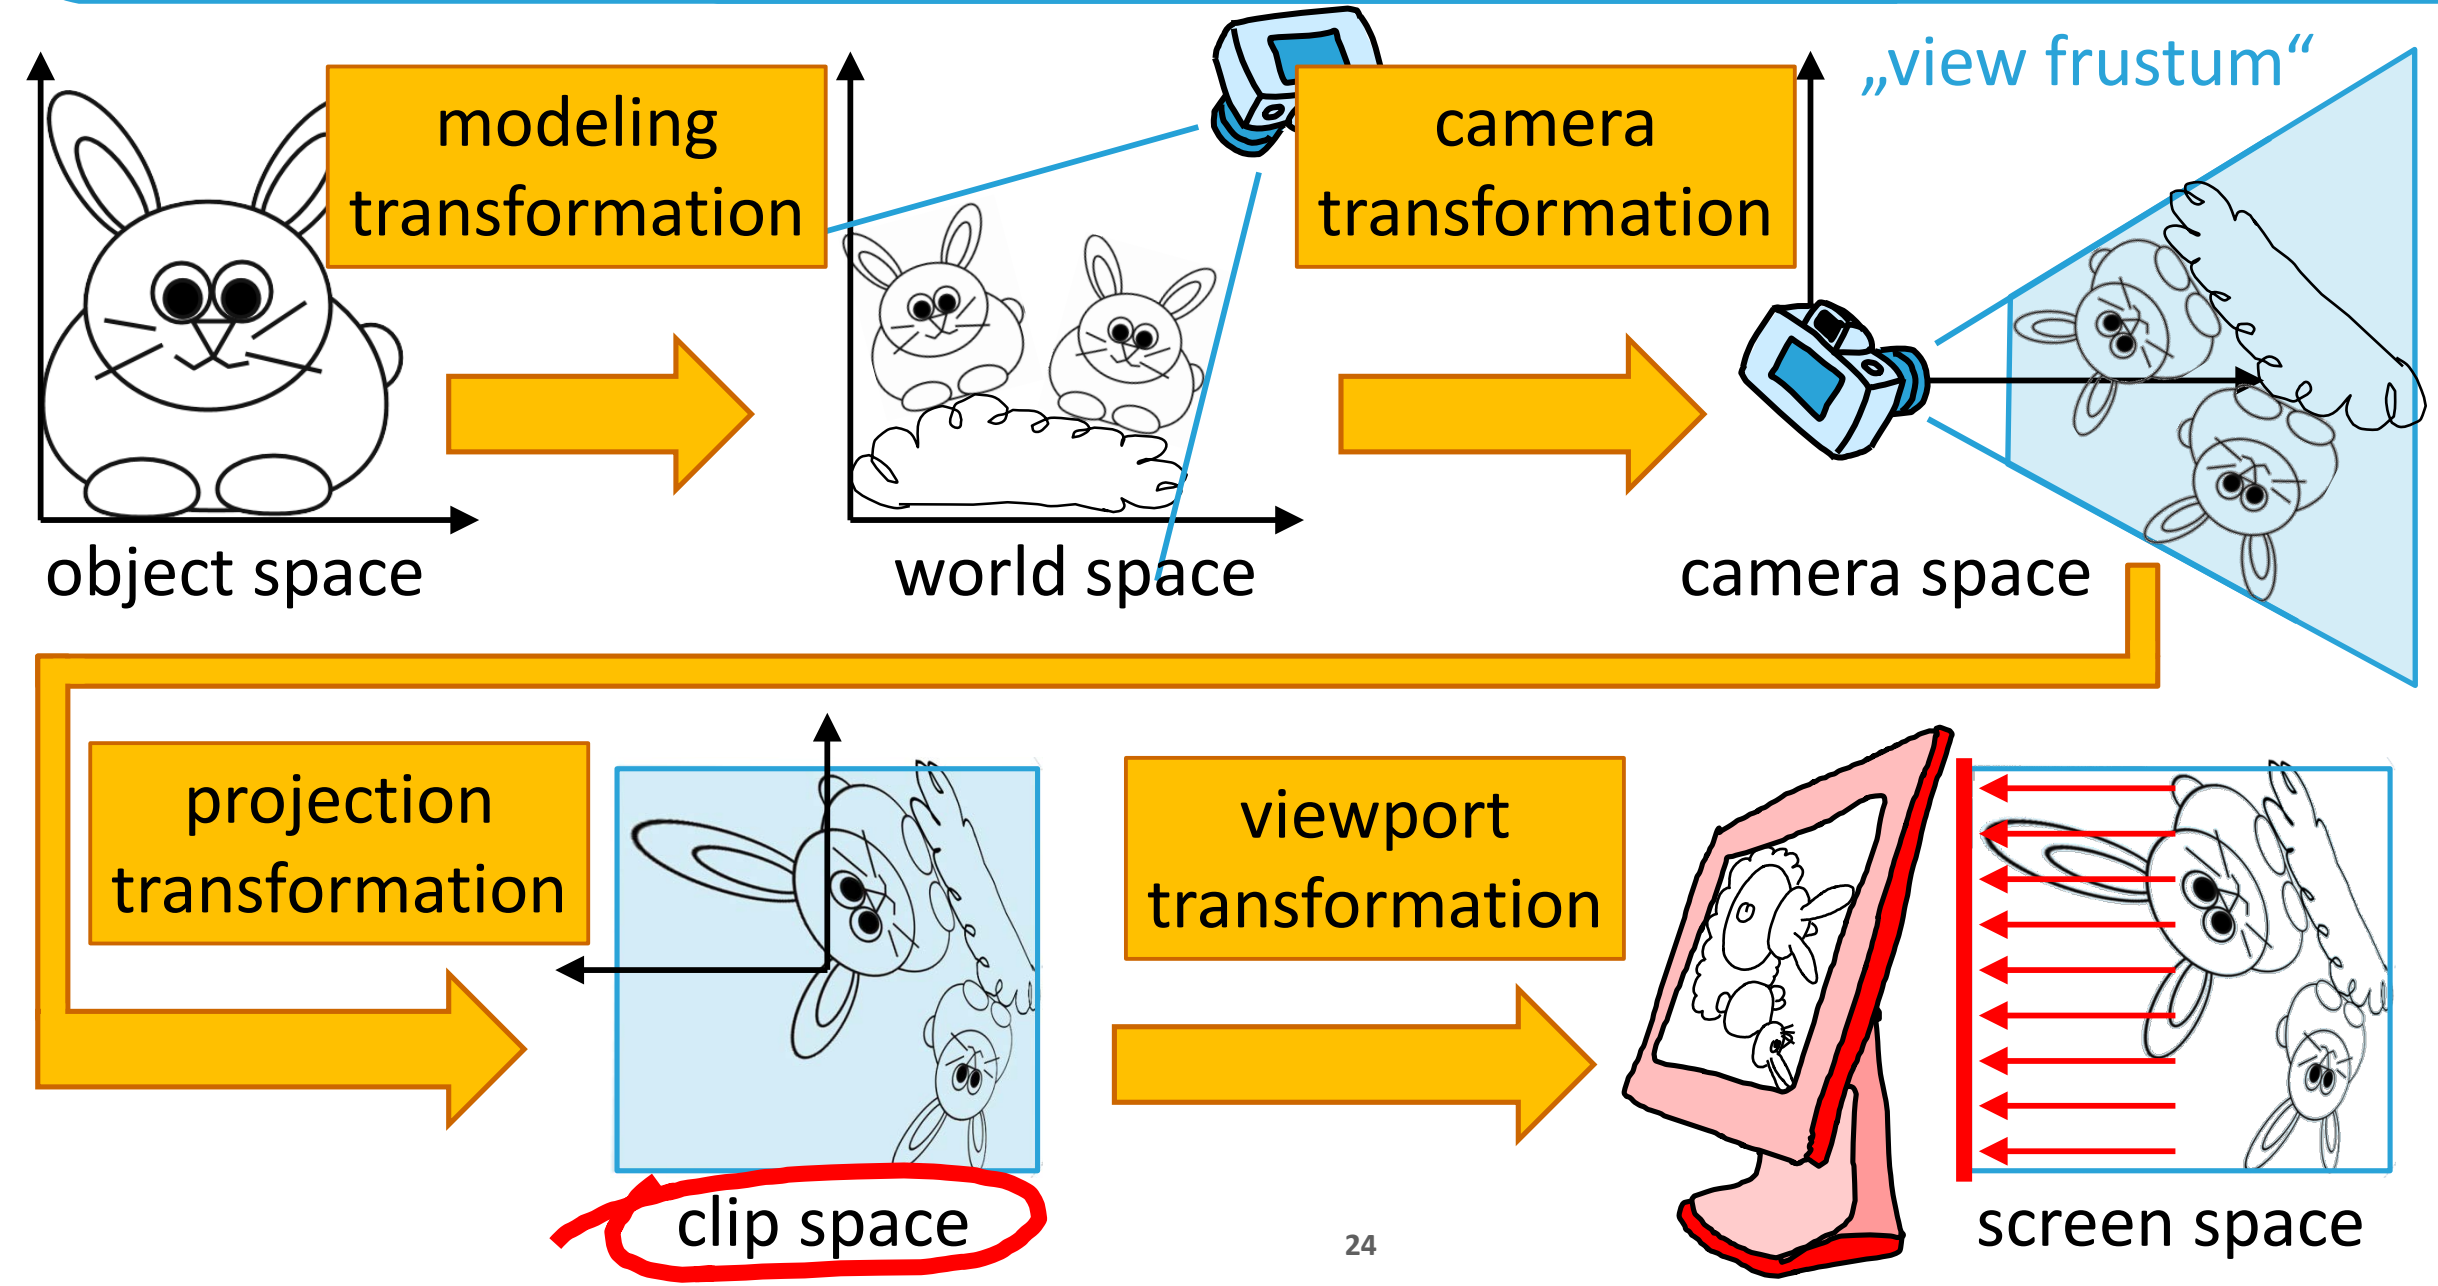 modeling
transformation
camera
transformation
„view frustum“
object space
world space
camera space
projection
transformation
viewport
transformation
clip space
24
screen space